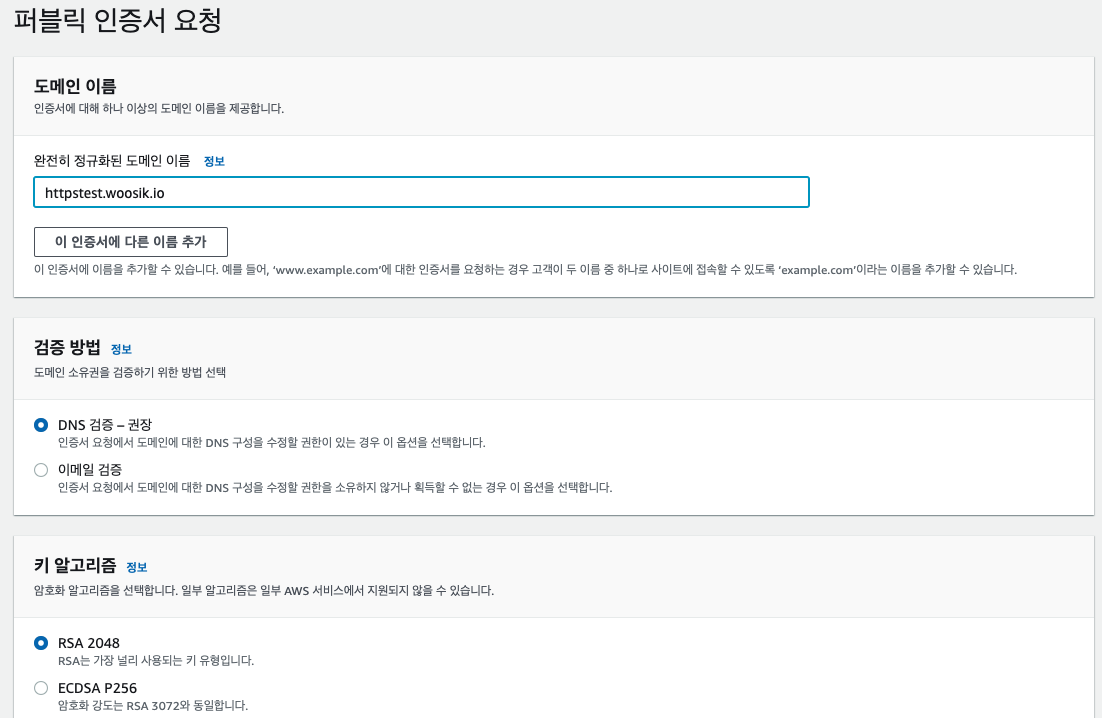 퍼블릭 인증서 요청
도메인 이름
인증서에 대해 하나 이상의 도메인 이름을 제공합니다.
완전히 정규화된 도메인 이름 정보
httpstest.woosik.io
이 인증서에 다른 이름 추가
이 인증서에 이름을 추가할 수 있습니다. 예를 들어, ‘www.example.com’에 대한 인증서를 요청하는 경우 고객이 두 이름 중 하나로 사이트에 접속할 수 있도록 ‘example.com’이라는 이름을 추가할 수 있습니다.
검증 방법 정보
도메인 소유권을 검증하기 위한 방법 선택
DNS 검증 – 권장
인증서 요청에서 도메인에 대한 DNS 구성을 수정할 권한이 있는 경우 이 옵션을 선택합니다.
이메일 검증
인증서 요청에서 도메인에 대한 DNS 구성을 수정할 권한을 소유하지 않거나 획득할 수 없는 경우 이 옵션을 선택합니다.
키 알고리즘 정보
암호화 알고리즘을 선택합니다. 일부 알고리즘은 일부 AWS 서비스에서 지원되지 않을 수 있습니다.
RSA 2048
RSA는 가장 널리 사용되는 키 유형입니다.
ECDSA P256
암호화 강도는 RSA 3072와 동일합니다.